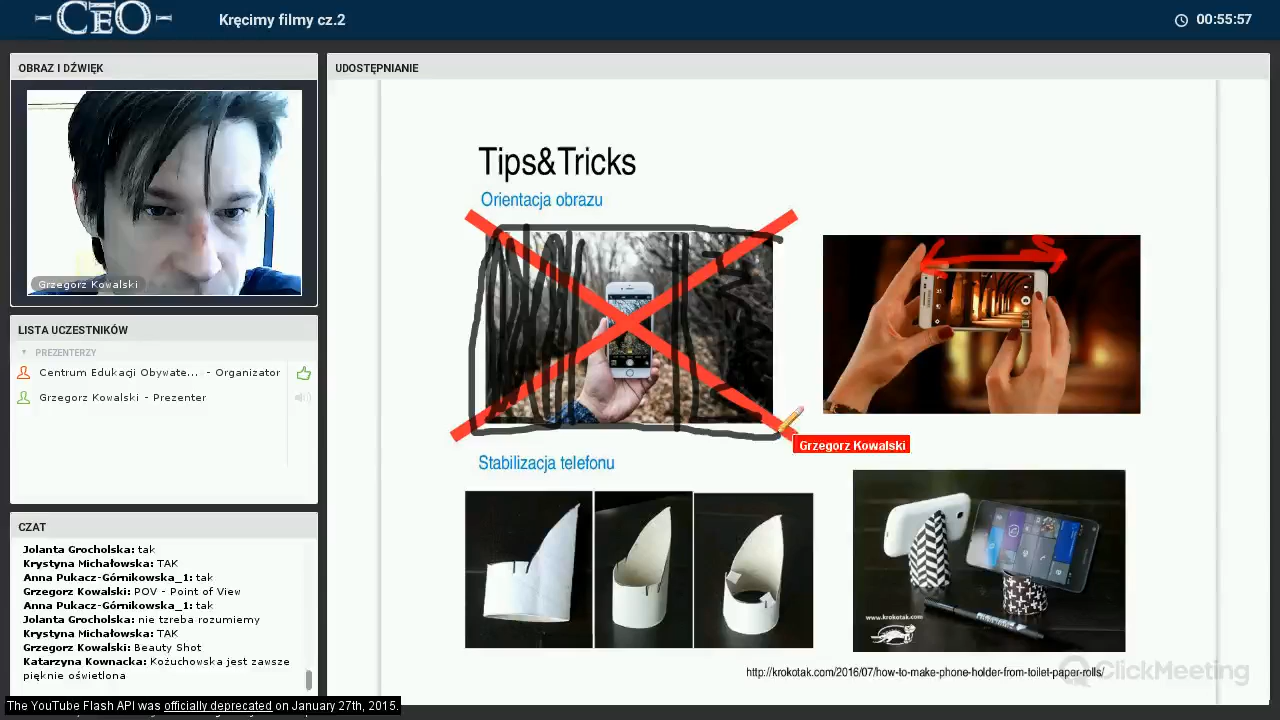 CEO
Kręcimy filmy cz.2
00:55:57
OBRAZ I DŹWIĘK
Grzegorz Kowalski
LISTA UCZESTNIKÓW
PREZENTERZY
Centrum Edukacji Obywate... - Organizator
Grzegorz Kowalski - Prezenter
CZAT
Jolanta Grocholska: tak
Krystyna Michałowska: TAK
Anna Pukacz-Górnikowska_1: tak
Grzegorz Kowalski: POV - Point of View
Anna Pukacz-Górnikowska_1: tak
Jolanta Grocholska: nie tzreba rozumiemy
Krystyna Michałowska: TAK
Grzegorz Kowalski: Beauty Shot
Katarzyna Kownacka: Kożuchowska jest zawsze
pięknie oświetlona
The YouTube Flash API was officially deprecated on January 27th, 2015.
UDOSTĘPNIANIE
Tips&Tricks
Orientacja obrazu
Grzegorz Kowalski
Stabilizacja telefonu
www.krokotak.com
http://krokotak.com/2016/07/how-to-make-phone-holder-from-toilet-paper-rolls/
ClickMeeting